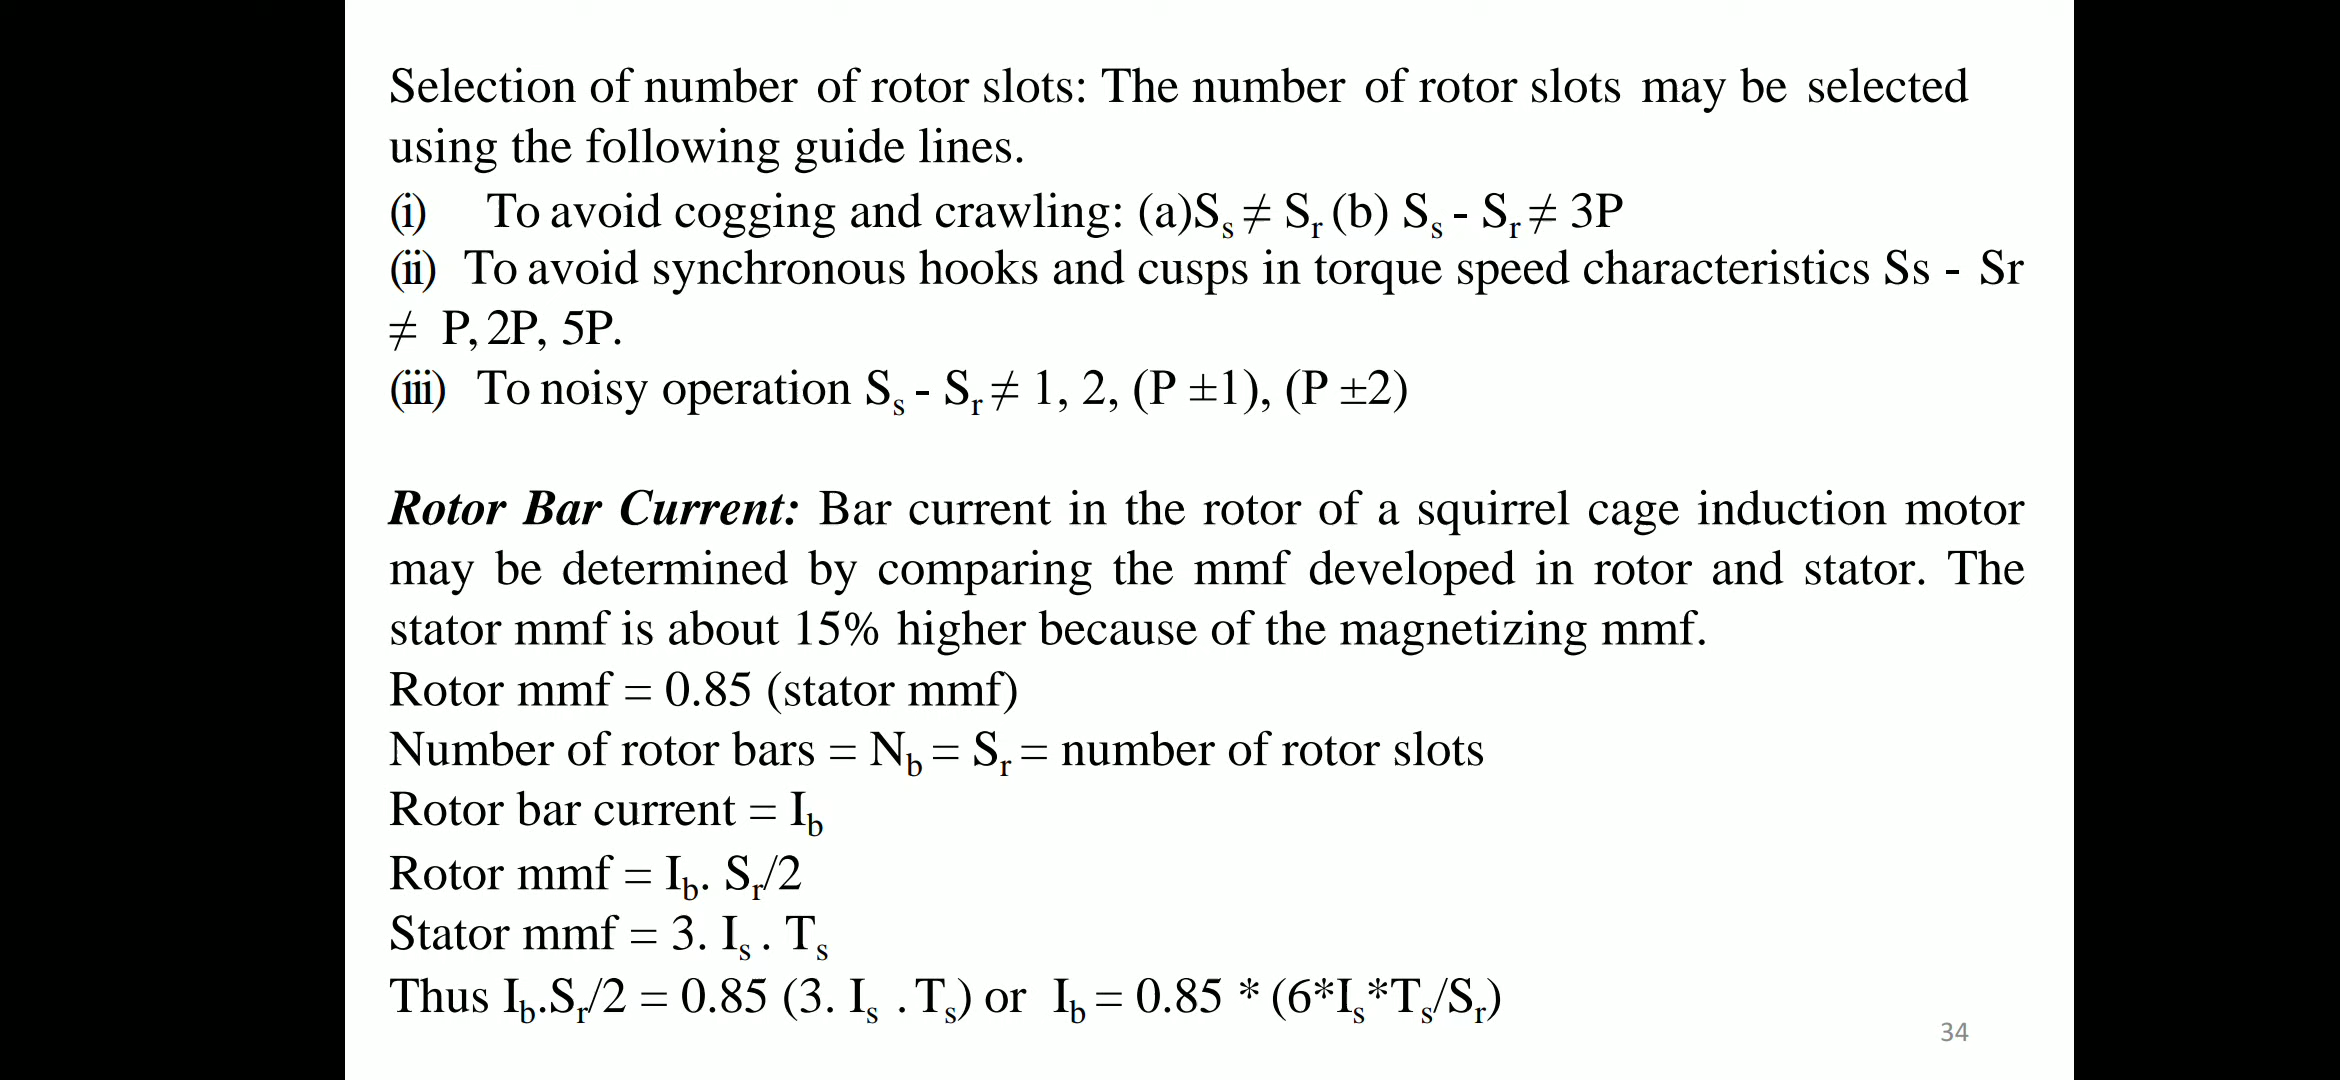 Selection of number of rotor slots: The number of rotor slots may be selected
using the following guide lines.
(i) To avoid cogging and crawling: (a)Ss ≠ Sr (b) Ss - Sr ≠ 3P
(ii) To avoid synchronous hooks and cusps in torque speed characteristics Ss - Sr
≠ P, 2P, 5P.
(iii) To noisy operation Ss - Sr ≠ 1, 2, (P ±1), (P ±2)
Rotor Bar Current: Bar current in the rotor of a squirrel cage induction motor
may be determined by comparing the mmf developed in rotor and stator. The
stator mmf is about 15% higher because of the magnetizing mmf.
Rotor mmf = 0.85 (stator mmf)
Number of rotor bars = Nb = Sr = number of rotor slots
Rotor bar current = Ib
Rotor mmf = Ib. Sr/2
Stator mmf = 3. Is . Ts
Thus Ib.Sr/2 = 0.85 (3. Is . Ts) or Ib = 0.85 * (6*Is*Ts/Sr)
34